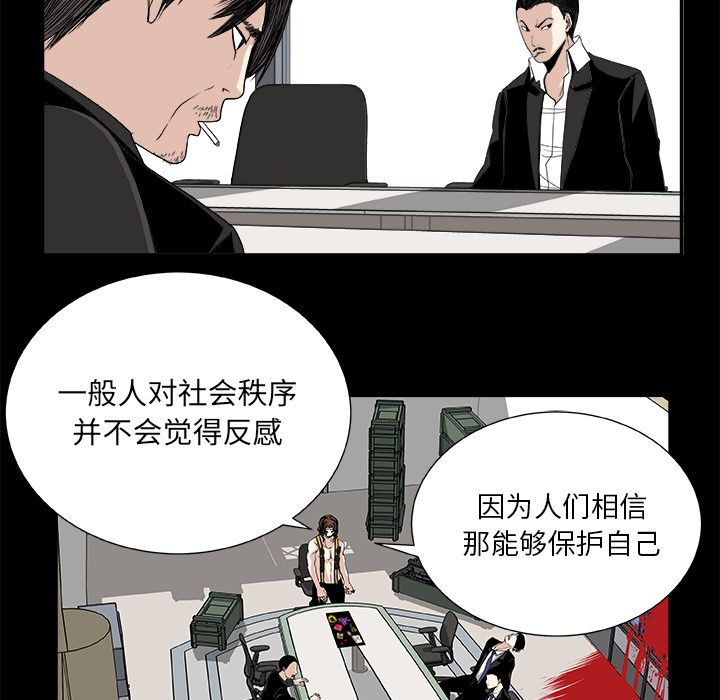 一般人对社会秩序
并不会觉得反感
因为人们相信
那能够保护自己